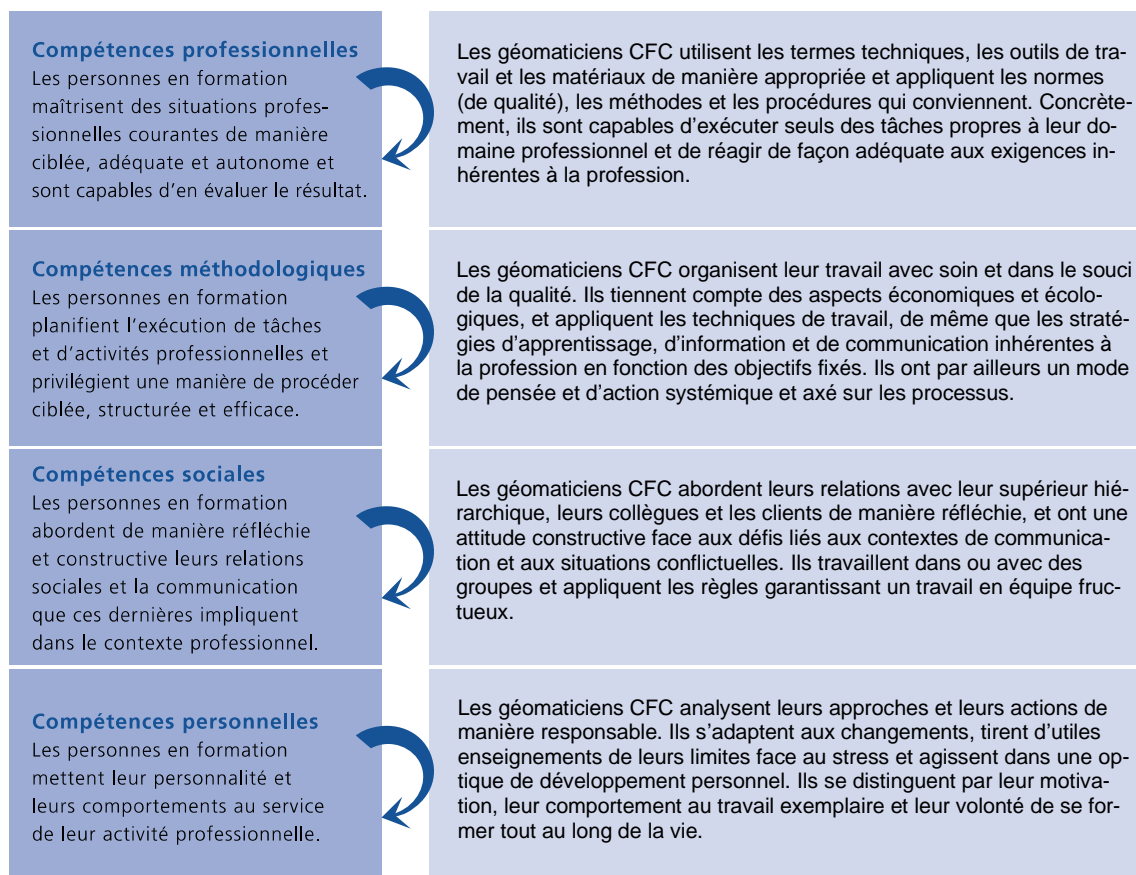 Compétences professionnelles
Les personnes en formation
maîtrisent des situations profes-
sionnelles courantes de manière
ciblée, adéquate et autonome et
sont capables d'en évaluer le résultat.
Les géomaticiens CFC utilisent les termes techniques, les outils de tra-
vail et les matériaux de manière appropriée et appliquent les normes
(de qualité), les méthodes et les procédures qui conviennent. Concrète-
ment, ils sont capables d'exécuter seuls des tâches propres à leur do-
maine professionnel et de réagir de façon adéquate aux exigences in-
hérentes à la profession.
Compétences méthodologiques
Les personnes en formation
planifient l'exécution de tâches
et d'activités professionnelles et
privilégient une manière de procéder
ciblée, structurée et efficace.
Les géomaticiens CFC organisent leur travail avec soin et dans le souci
de la qualité. Ils tiennent compte des aspects économiques et écolo-
giques, et appliquent les techniques de travail, de même que les straté-
gies d'apprentissage, d'information et de communication inhérentes à
la profession en fonction des objectifs fixés. Ils ont par ailleurs un mode
de pensée et d'action systémique et axé sur les processus.
Compétences sociales
Les personnes en formation
abordent de manière réfléchie
et constructive leurs relations
sociales et la communication
que ces dernières impliquent
dans le contexte professionnel.
Les géomaticiens CFC abordent leurs relations avec leur supérieur hié-
rarchique, leurs collègues et les clients de manière réfléchie, et ont une
attitude constructive face aux défis liés aux contextes de communica-
tion et aux situations conflictuelles. Ils travaillent dans ou avec des
groupes et appliquent les règles garantissant un travail en équipe fruc-
tueux.
Compétences personnelles
Les personnes en formation
mettent leur personnalité et
leurs comportements au service
de leur activité professionnelle.
Les géomaticiens CFC analysent leurs approches et leurs actions de
manière responsable. Ils s'adaptent aux changements, tirent d'utiles
enseignements de leurs limites face au stress et agissent dans une op-
tique de développement personnel. Ils se distinguent par leur motiva-
tion, leur comportement au travail exemplaire et leur volonté de se for-
mer tout au long de la vie.